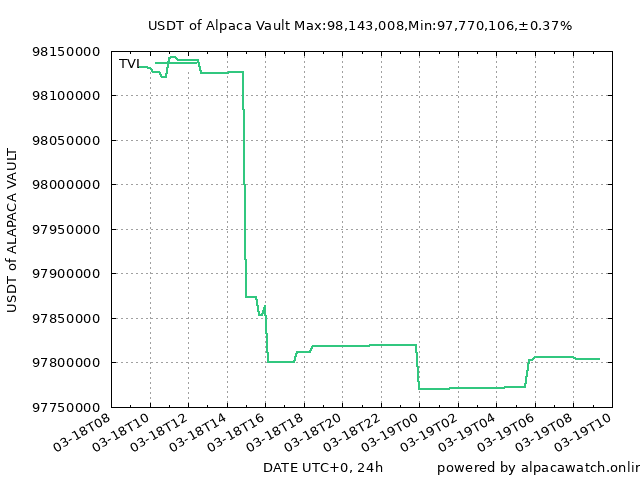 USDT of Alpaca Vault Max:98,143,008,Min:97,770,106,±0.37%
98150000
98100000
98050000
98000000
97950000
97900000
97850000
97800000
97750000
TVL
USDT of ALAPACA VAULT
03-18T08
03-18T10
03-18T12
03-18T14
03-18T16
03-18T18
03-18T20
03-18T22
03-19T00
03-19T02
03-19T04
03-19T06
03-19T08
03-19T10
DATE UTC+0, 24h
powered by alpacawatch.onlin